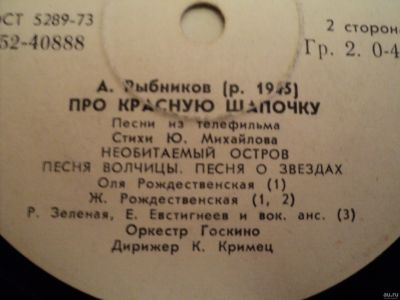 ОСТ 5289-73
2 сторона
52-40888
Гр. 2. 0-4
А. Рыбников (р. 1945)
ПРО КРАСНУЮ ШАПОЧКУ
Песни из телефильма
Стихи Ю. Михайлова
НЕОБИТАЕМЫЙ ОСТРОВ
ПЕСНЯ ВОЛЧИЦЫ. ПЕСНЯ О ЗВЕЗДАХ
Оля Рождественская (1)
Ж. Рождественская (1, 2)
Р. Зеленая, Е. Евстигнеев и вок. анс. (3)
Оркестр Госкино
Дирижер К. Кримец
au.ru